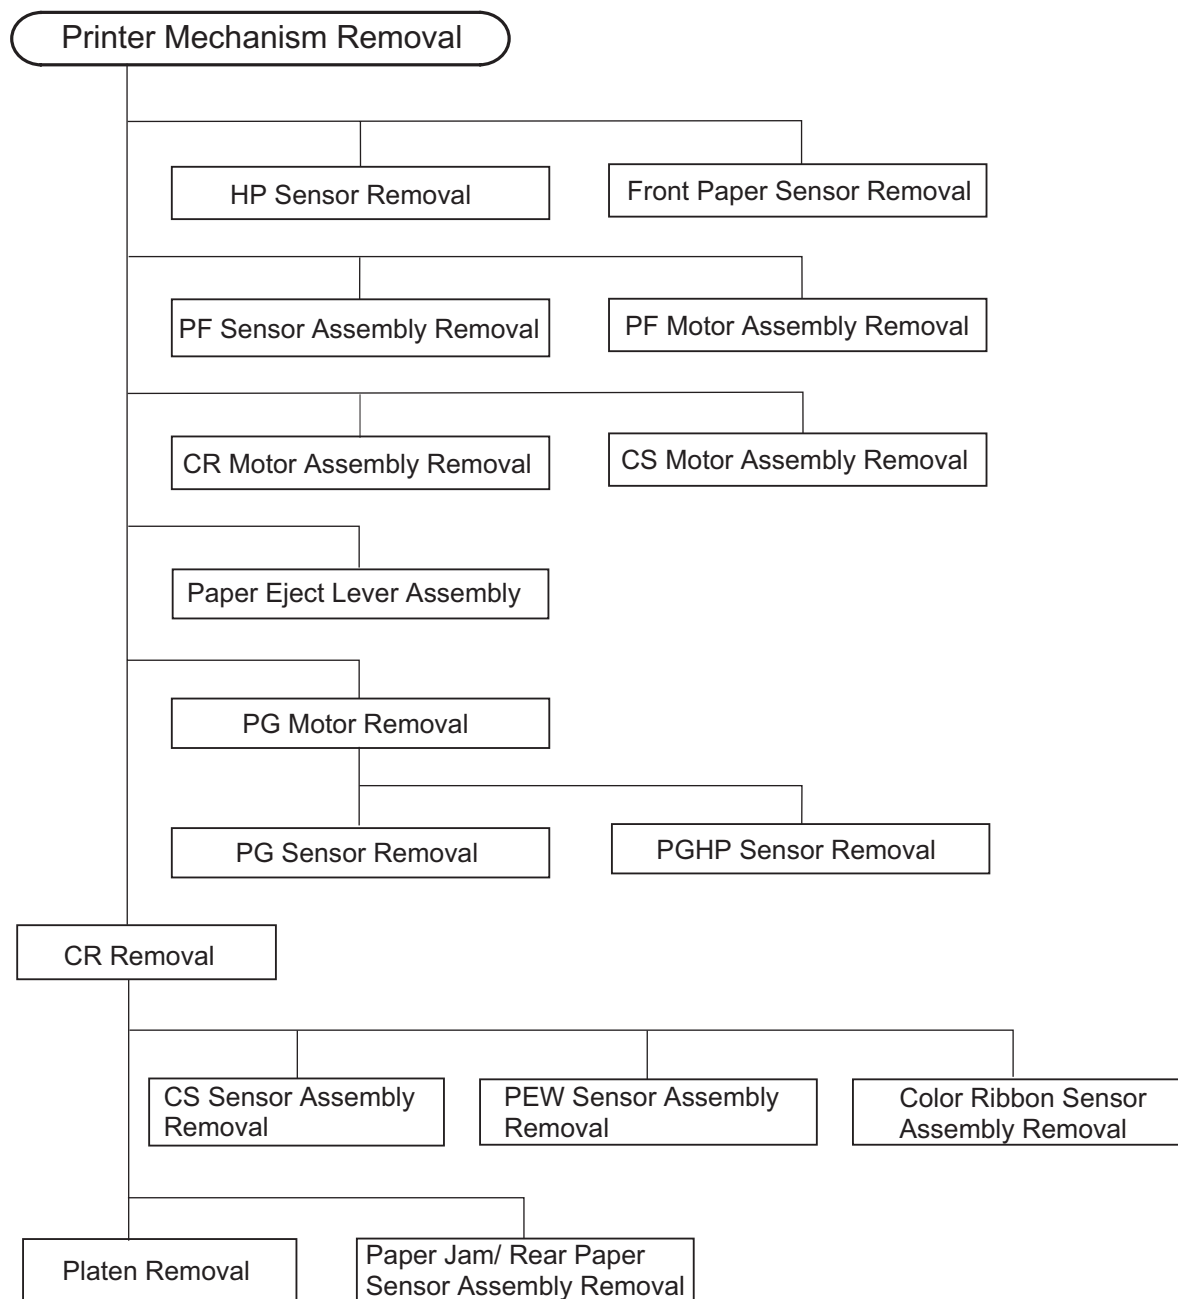 Printer Mechanism Removal
HP Sensor Removal
Front Paper Sensor Removal
PF Sensor Assembly Removal
PF Motor Assembly Removal
CR Motor Assembly Removal
CS Motor Assembly Removal
Paper Eject Lever Assembly
PG Motor Removal
PG Sensor Removal
PGHP Sensor Removal
CR Removal
CS Sensor Assembly
Removal
PEW Sensor Assembly
Removal
Color Ribbon Sensor
Assembly Removal
Platen Removal
Paper Jam/ Rear Paper
Sensor Assembly Removal